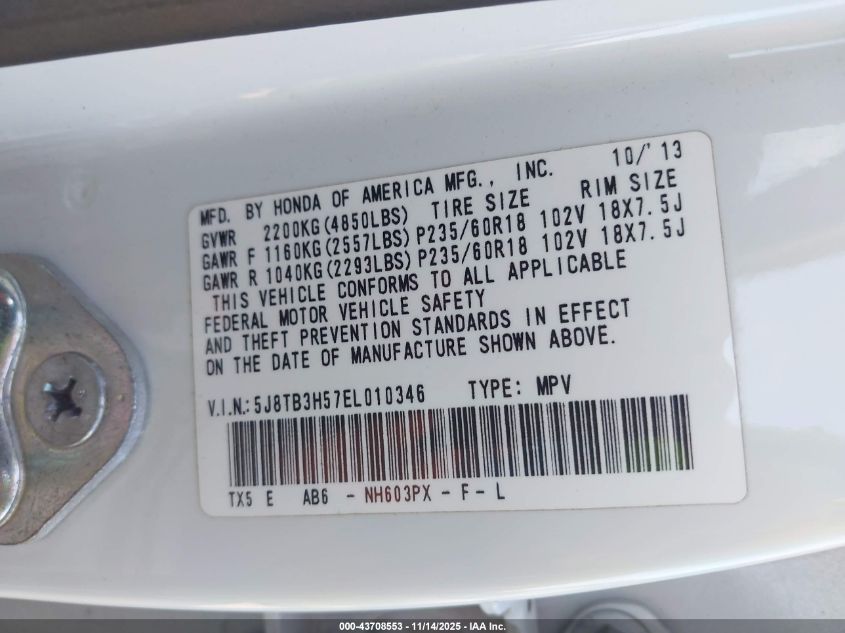 MFD. BY HONDA OF AMERICA MFG., INC. 10/'13
GVWR 2200KG(4850LBS) TIRE SIZE RIM SIZE
GAWR F 1160KG(2557LBS) P235/60R18 102V 18X7.5J
GAWR R 1040KG(2293LBS) P235/60R18 102V 18X7.5J
THIS VEHICLE CONFORMS TO ALL APPLICABLE
FEDERAL MOTOR VEHICLE SAFETY
AND THEFT PREVENTION STANDARDS IN EFFECT
ON THE DATE OF MANUFACTURE SHOWN ABOVE.
V.I.N.: 5J8TB3H57EL010346 TYPE: MPV
TX5 E AB6 - NH603PX - F - L
000-43708553 - 11/14/2025 - IAA Inc.